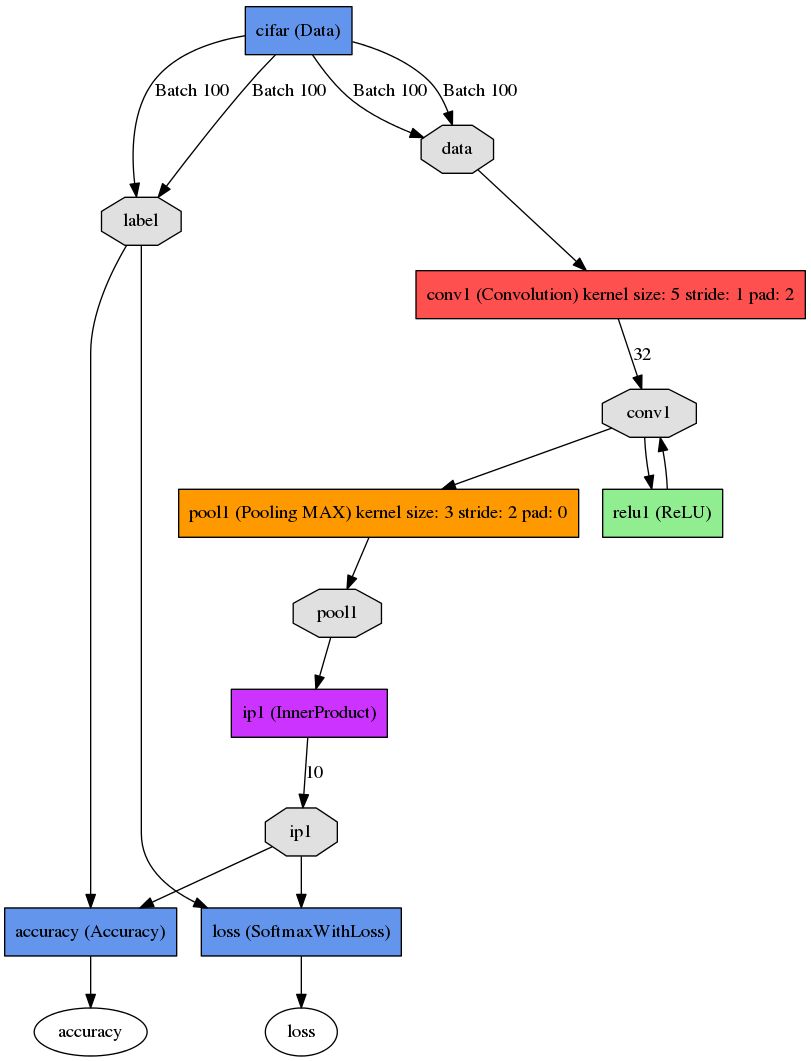 cifar (Data)
Batch 100
Batch 100
Batch 100
Batch 100
data
label
conv1 (Convolution) kernel size: 5 stride: 1 pad: 2
32
conv1
pool1 (Pooling MAX) kernel size: 3 stride: 2 pad: 0
relu1 (ReLU)
pool1
ip1 (InnerProduct)
10
ip1
accuracy (Accuracy)
loss (SoftmaxWithLoss)
accuracy
loss